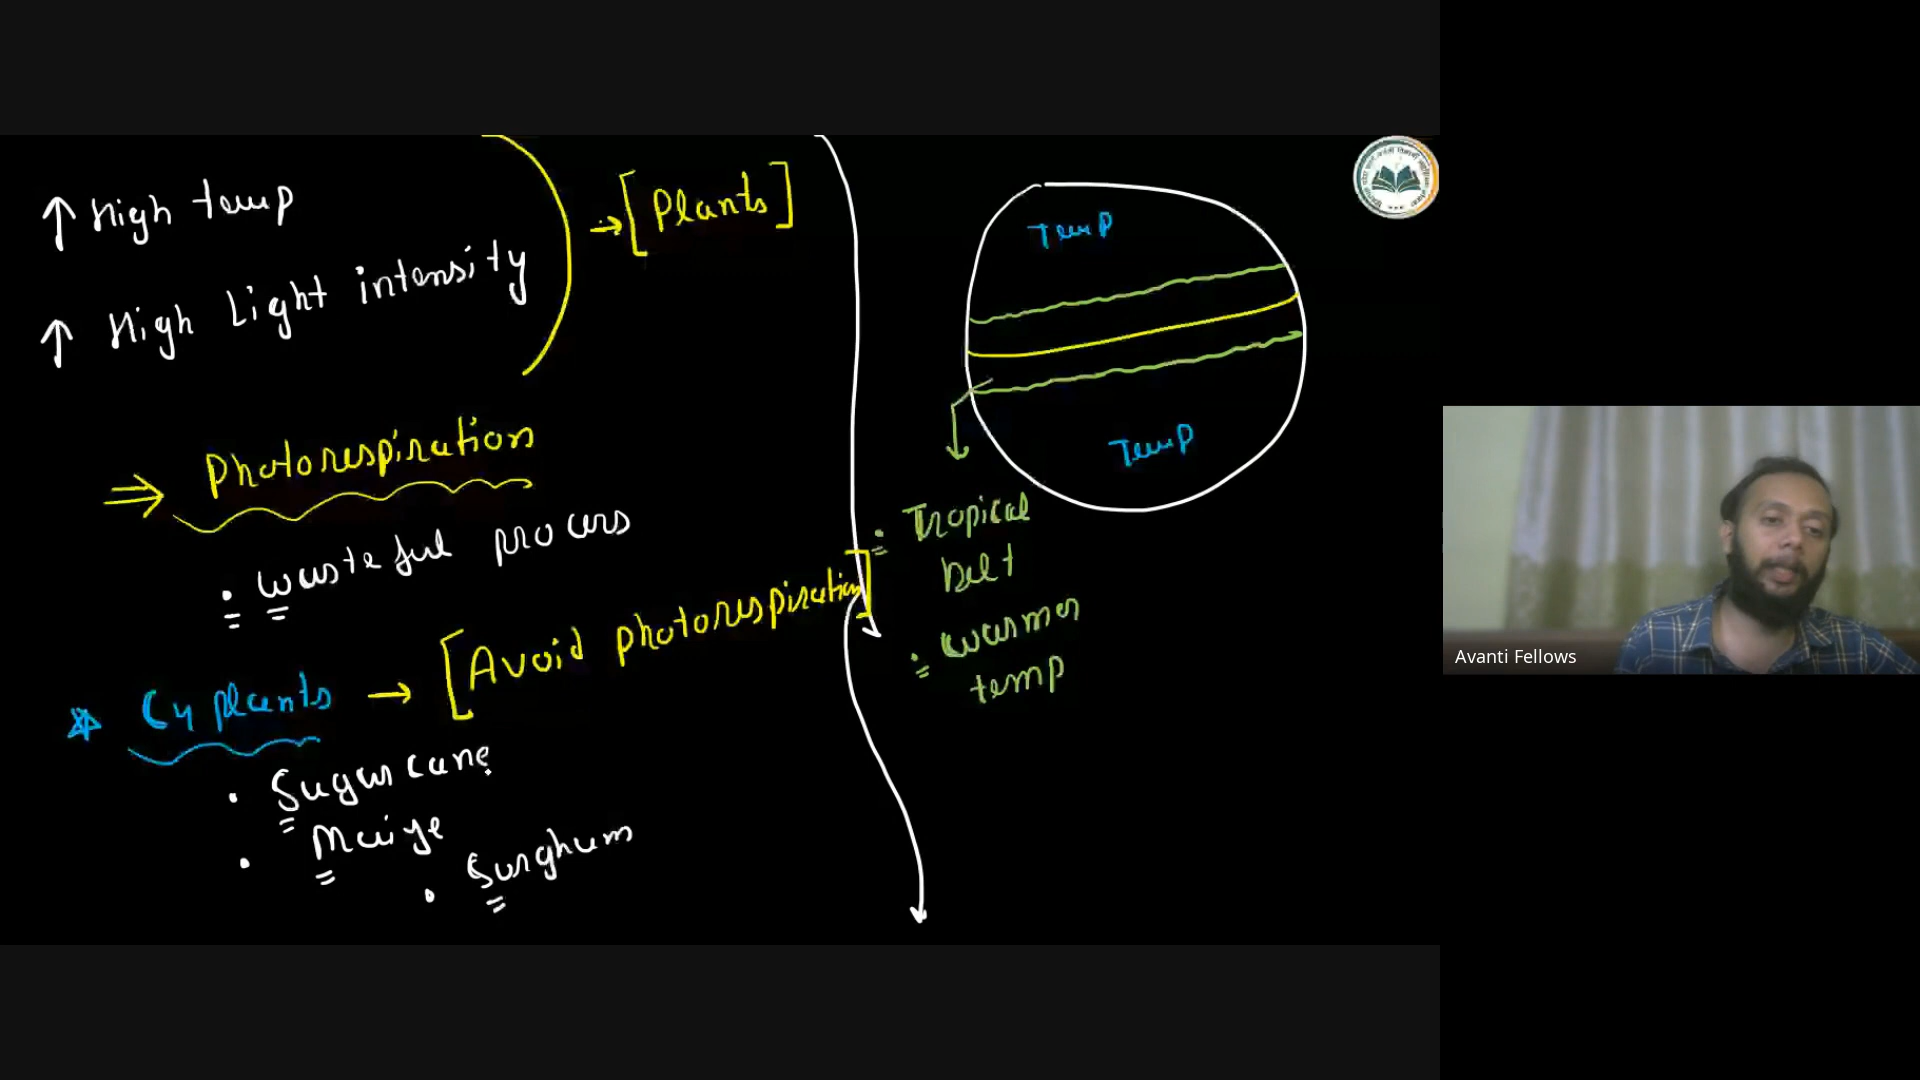 ↑ High temp
↑ High Light intensity
→ [Plants]
⇒ Photorespiration
• Wasteful process
* C4 plants → [Avoid photorespiration]
• Sugarcane
• Maize
• Sorghum
Temp
Temp
• Tropical
belt
• warmer
temp
Avanti Fellows